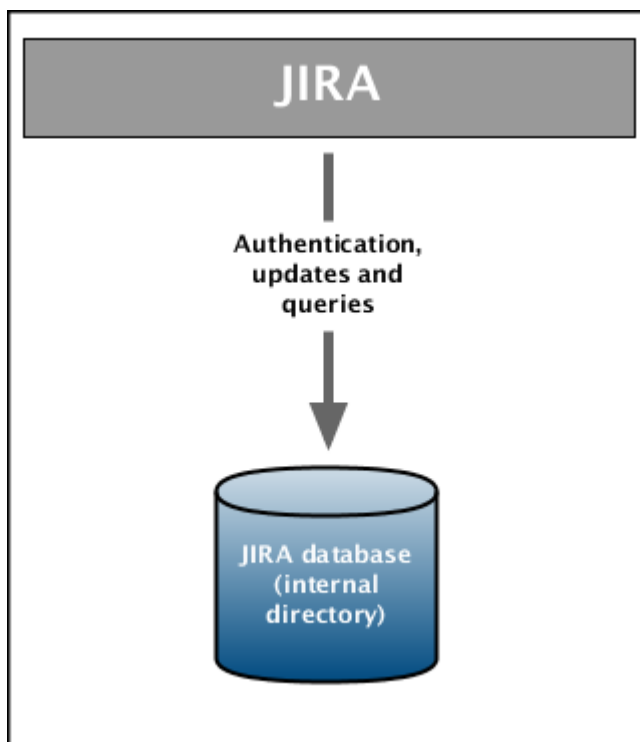 JIRA
Authentication,
updates and
queries
JIRA database
(internal
directory)